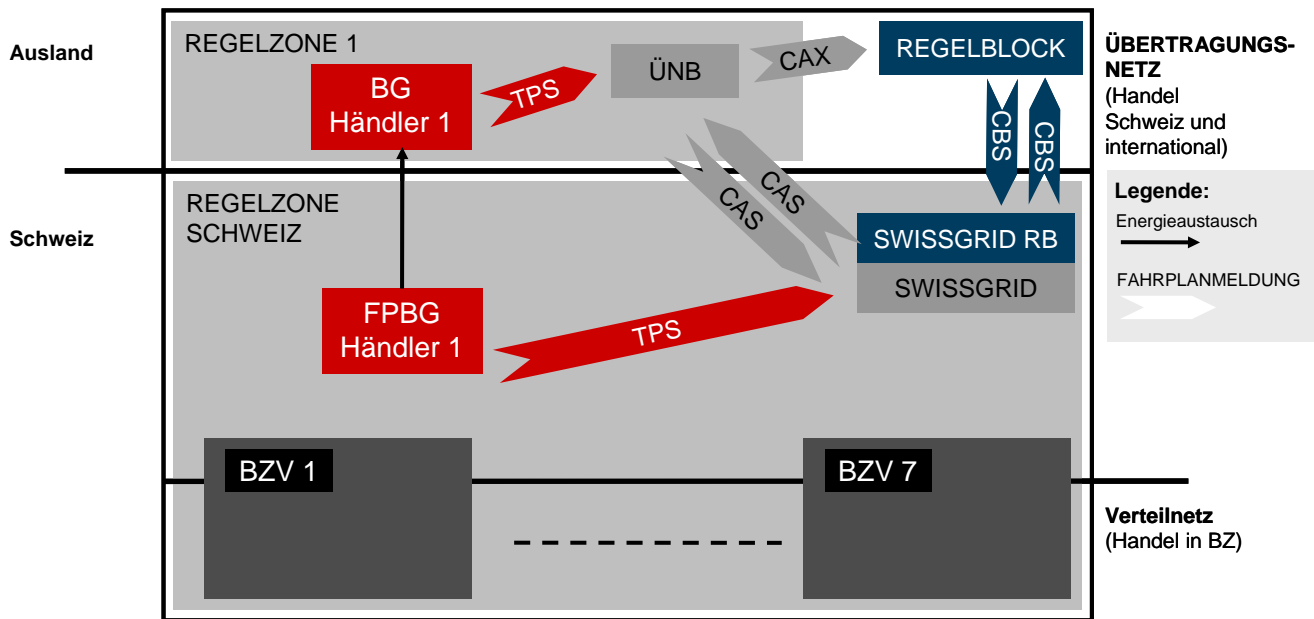 Ausland
REGELZONE 1
BG
Händler 1
TPS
ÜNB
CAX
REGELBLOCK
CBS
CBS
ÜBERTRAGUNGS-
NETZ
(Handel
Schweiz und
international)
Legende:
Energieaustausch
FAHRPLANMELDUNG
Schweiz
REGELZONE
SCHWEIZ
CAS
CAS
SWISSGRID RB
SWISSGRID
FPBG
Händler 1
TPS
BZV 1
BZV 7
Verteilnetz
(Handel in BZ)